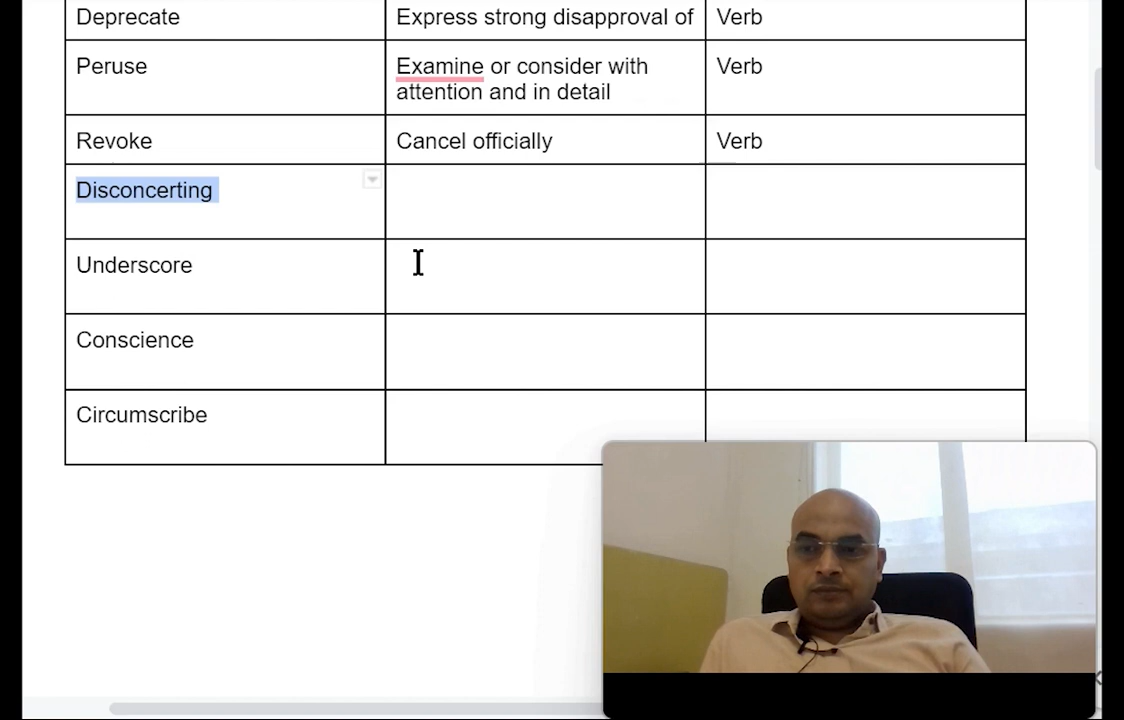 Deprecate Express strong disapproval of Verb
Peruse Examine or consider with Verb
attention and in detail
Revoke Cancel officially Verb
Disconcerting
Underscore
Conscience
Circumscribe